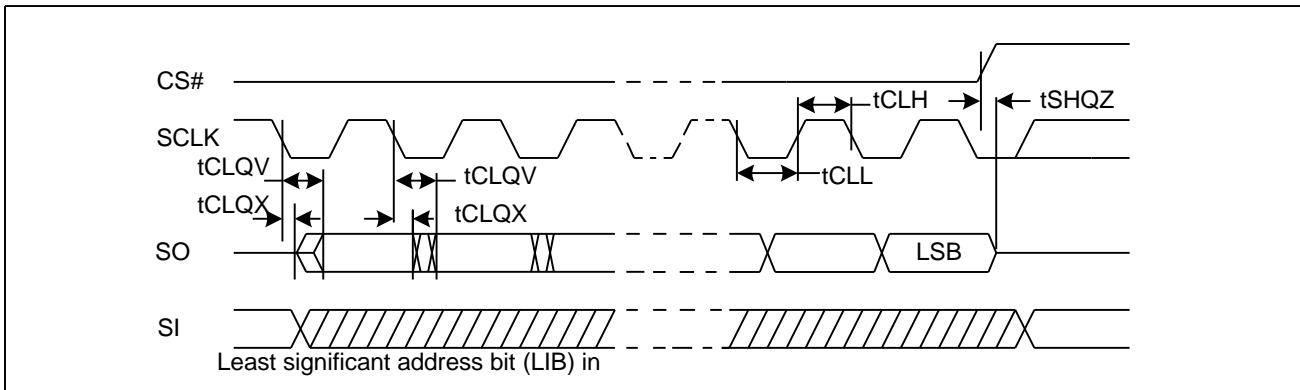 CS#
tCLH
tSHQZ
SCLK
tCLQV
tCLQV
tCLL
tCLQX
tCLQX
SO
LSB
SI
Least significant address bit (LIB) in